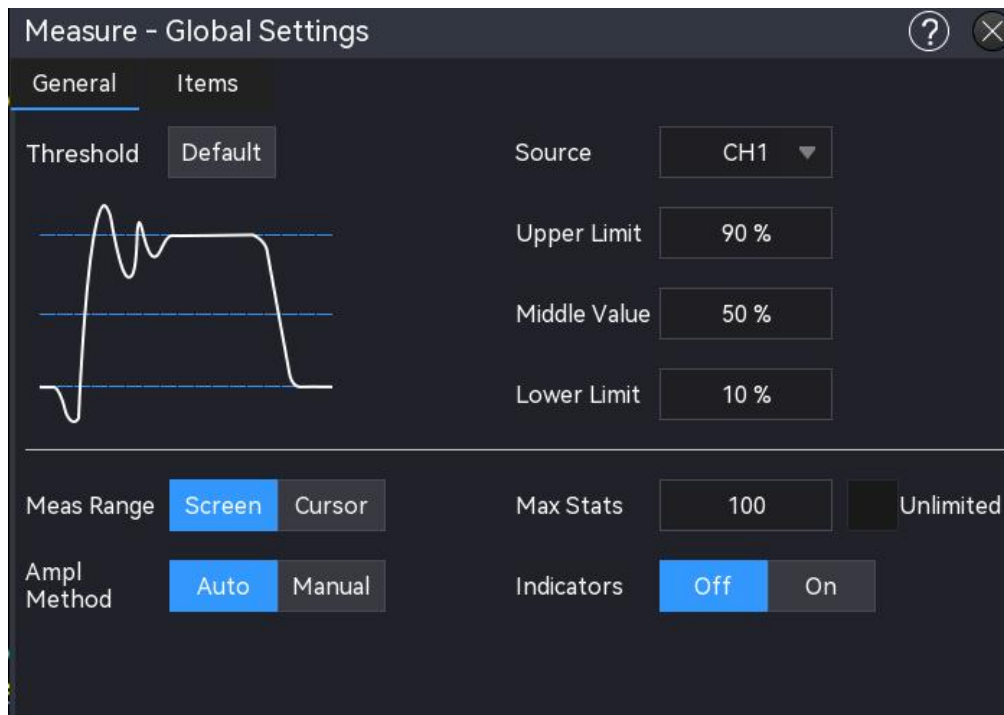 Measure - Global Settings ?
General Items
Threshold Default Source CH1
Upper Limit 90 %
Middle Value 50 %
Lower Limit 10 %
Meas Range Screen Cursor Max Stats 100 Unlimited
Ampl
Method Auto Manual Indicators Off On